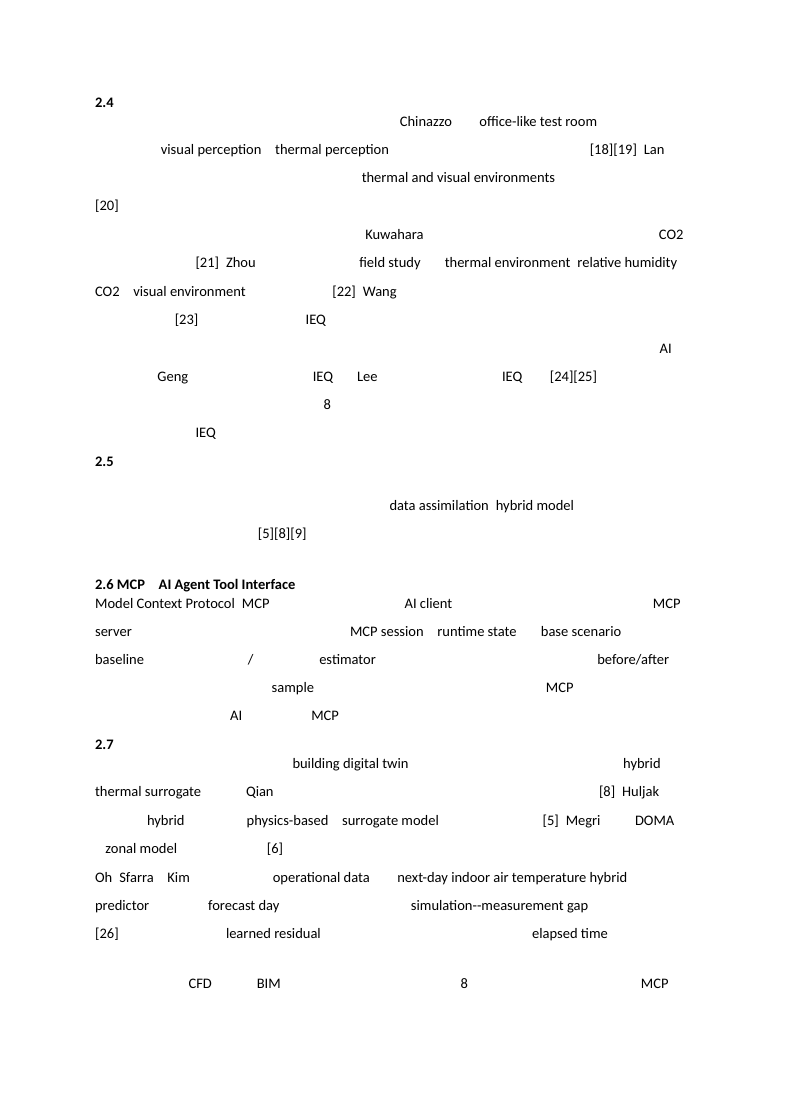 2.4
Chinazzo office-like test room
visual perception thermal perception [18][19] Lan
thermal and visual environments
[20]
Kuwahara CO2
[21] Zhou field study thermal environment relative humidity
CO2 visual environment [22] Wang
[23] IEQ
AI
Geng IEQ Lee IEQ [24][25]
8
IEQ
2.5
data assimilation hybrid model
[5][8][9]
2.6 MCP AI Agent Tool Interface
Model Context Protocol MCP AI client MCP
server MCP session runtime state base scenario
baseline / estimator before/after
sample MCP
AI MCP
2.7
building digital twin hybrid
thermal surrogate Qian [8] Huljak
hybrid physics-based surrogate model [5] Megri DOMA
zonal model [6]
Oh Sfarra Kim operational data next-day indoor air temperature hybrid
predictor forecast day simulation--measurement gap
[26] learned residual elapsed time
CFD BIM 8 MCP